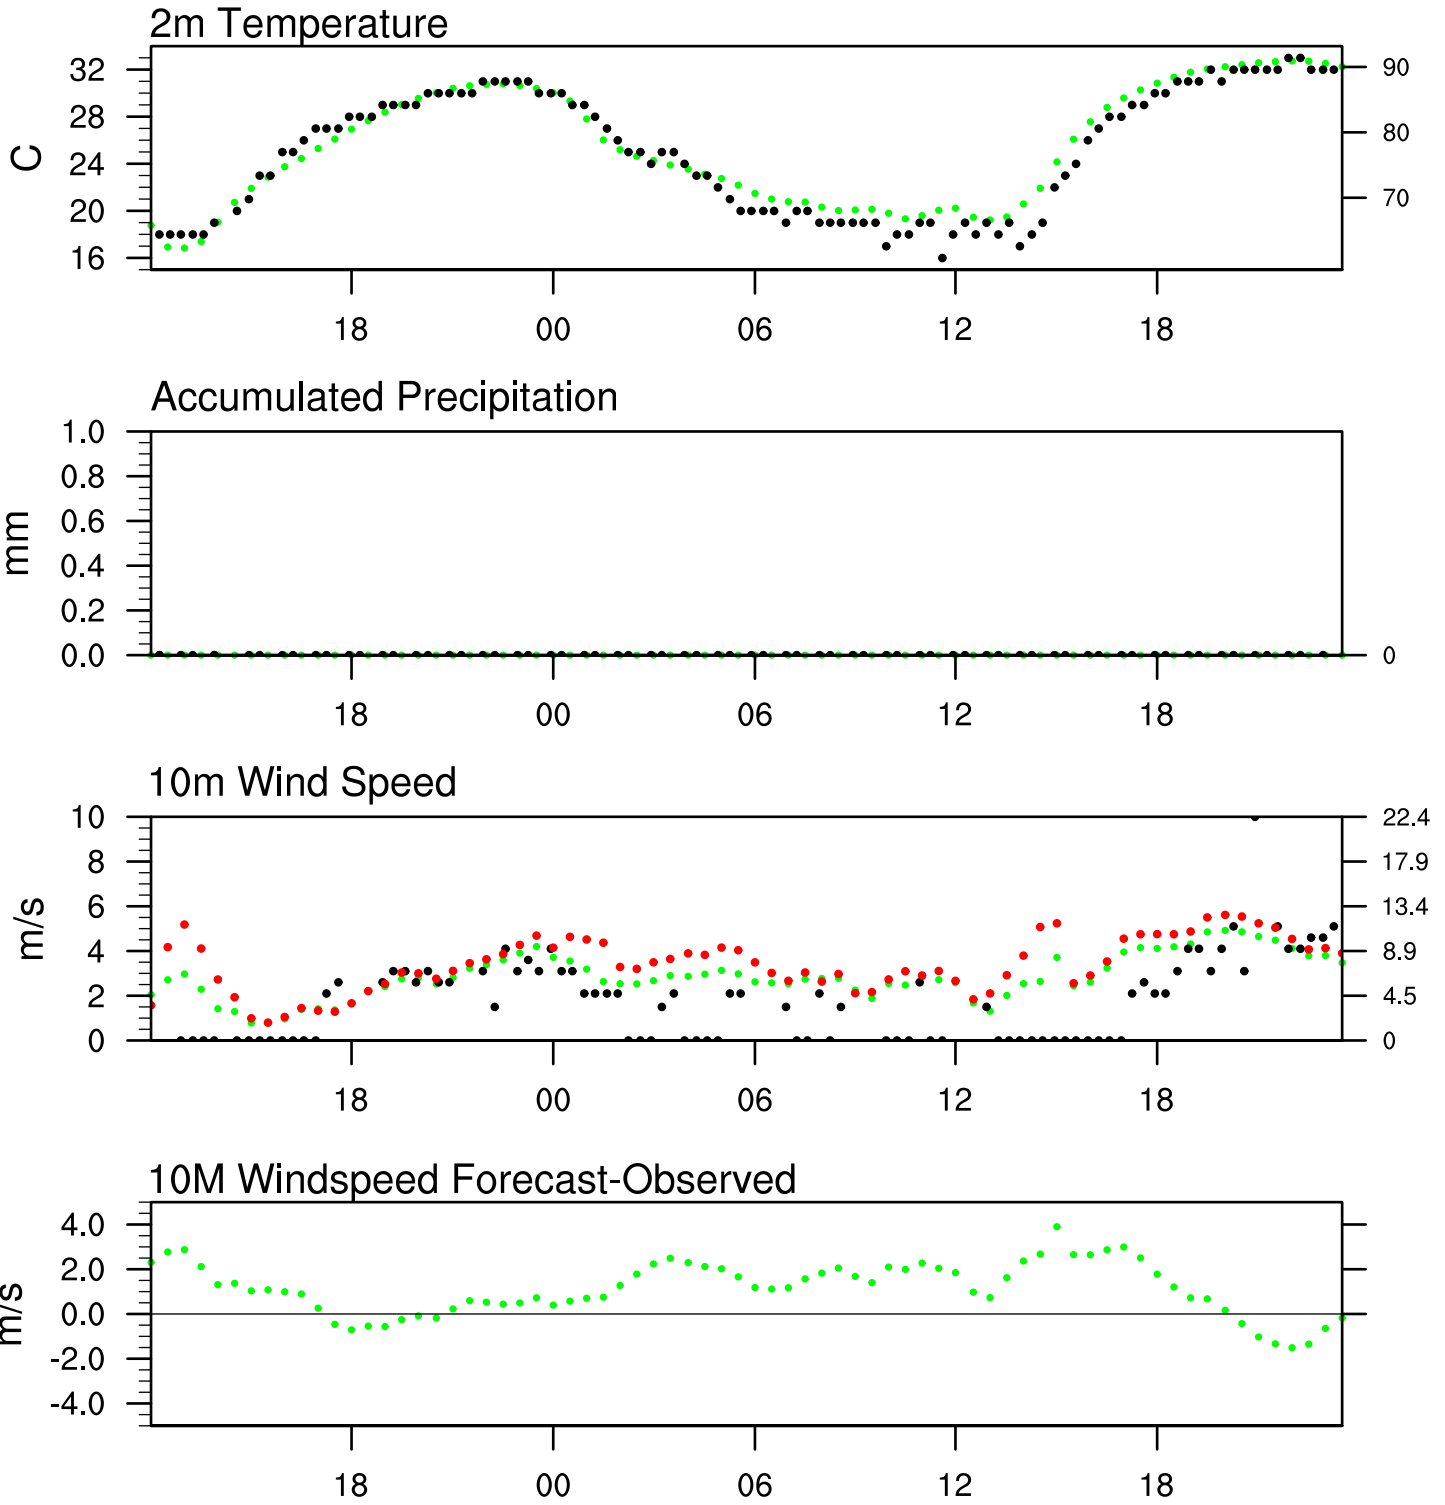 2m Temperature
C
32
28
24
20
16
90
80
70
18 00 06 12 18
Accumulated Precipitation
mm
1.0
0.8
0.6
0.4
0.2
0.0
0
18 00 06 12 18
10m Wind Speed
m/s
10
8
6
4
2
0
22.4
17.9
13.4
8.9
4.5
0
18 00 06 12 18
10M Windspeed Forecast-Observed
m/s
4.0
2.0
0.0
-2.0
-4.0
18 00 06 12 18